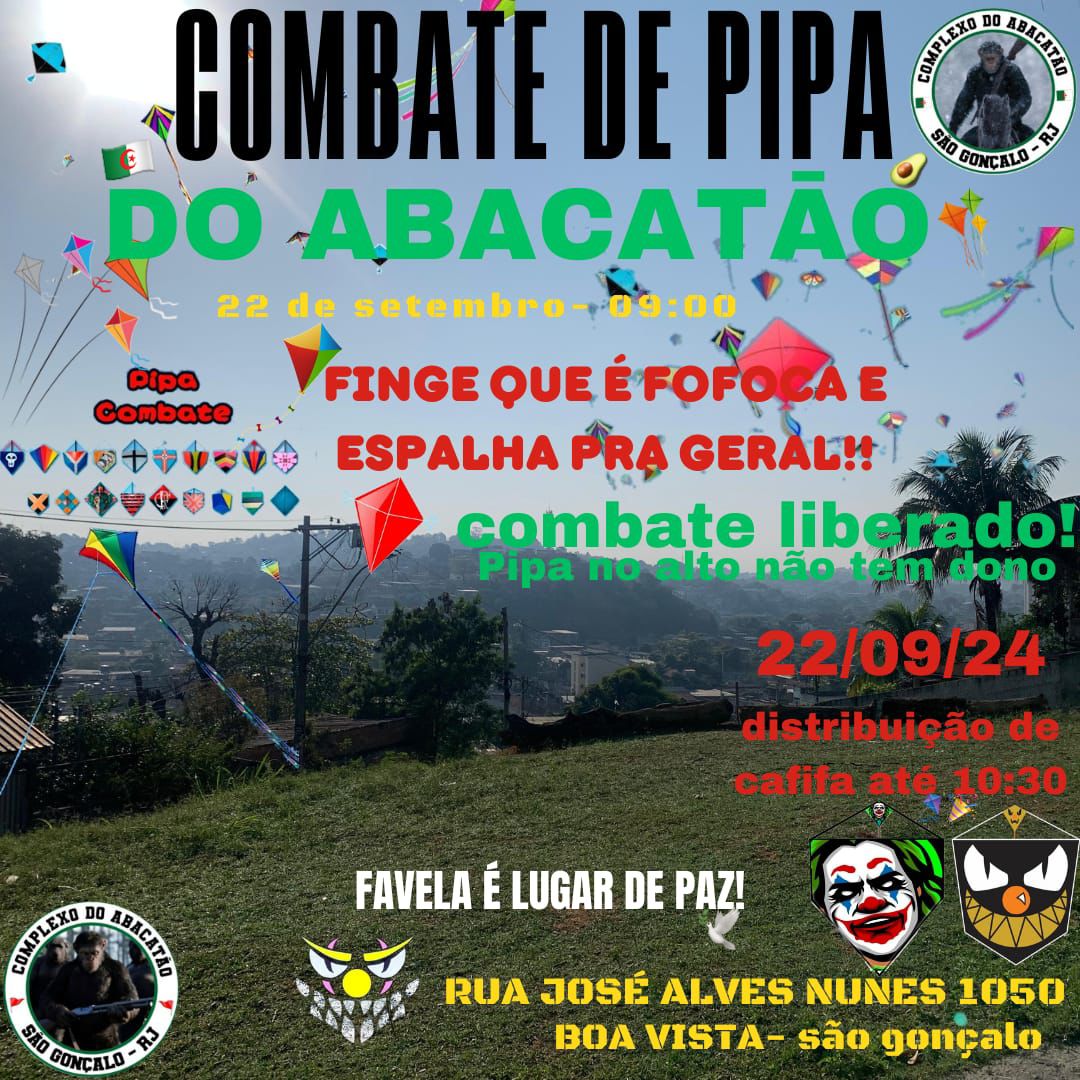 COMBATE DE PIPA
COMPLEXO DO ABACATÃO
SÃO GONÇALO - RJ
DO ABACATÃO
22 de setembro- 09:00
Pipa
Combate
FINGE QUE É FOFOCA E
ESPALHA PRA GERAL!!
combate liberado!
Pipa no alto não tem dono
22/09/24
distribuição de
cafifa até 10:30
FAVELA É LUGAR DE PAZ!
COMPLEXO DO ABACATÃO
SÃO GONÇALO - RJ
RUA JOSÉ ALVES NUNES 1050
BOA VISTA- são gonçalo